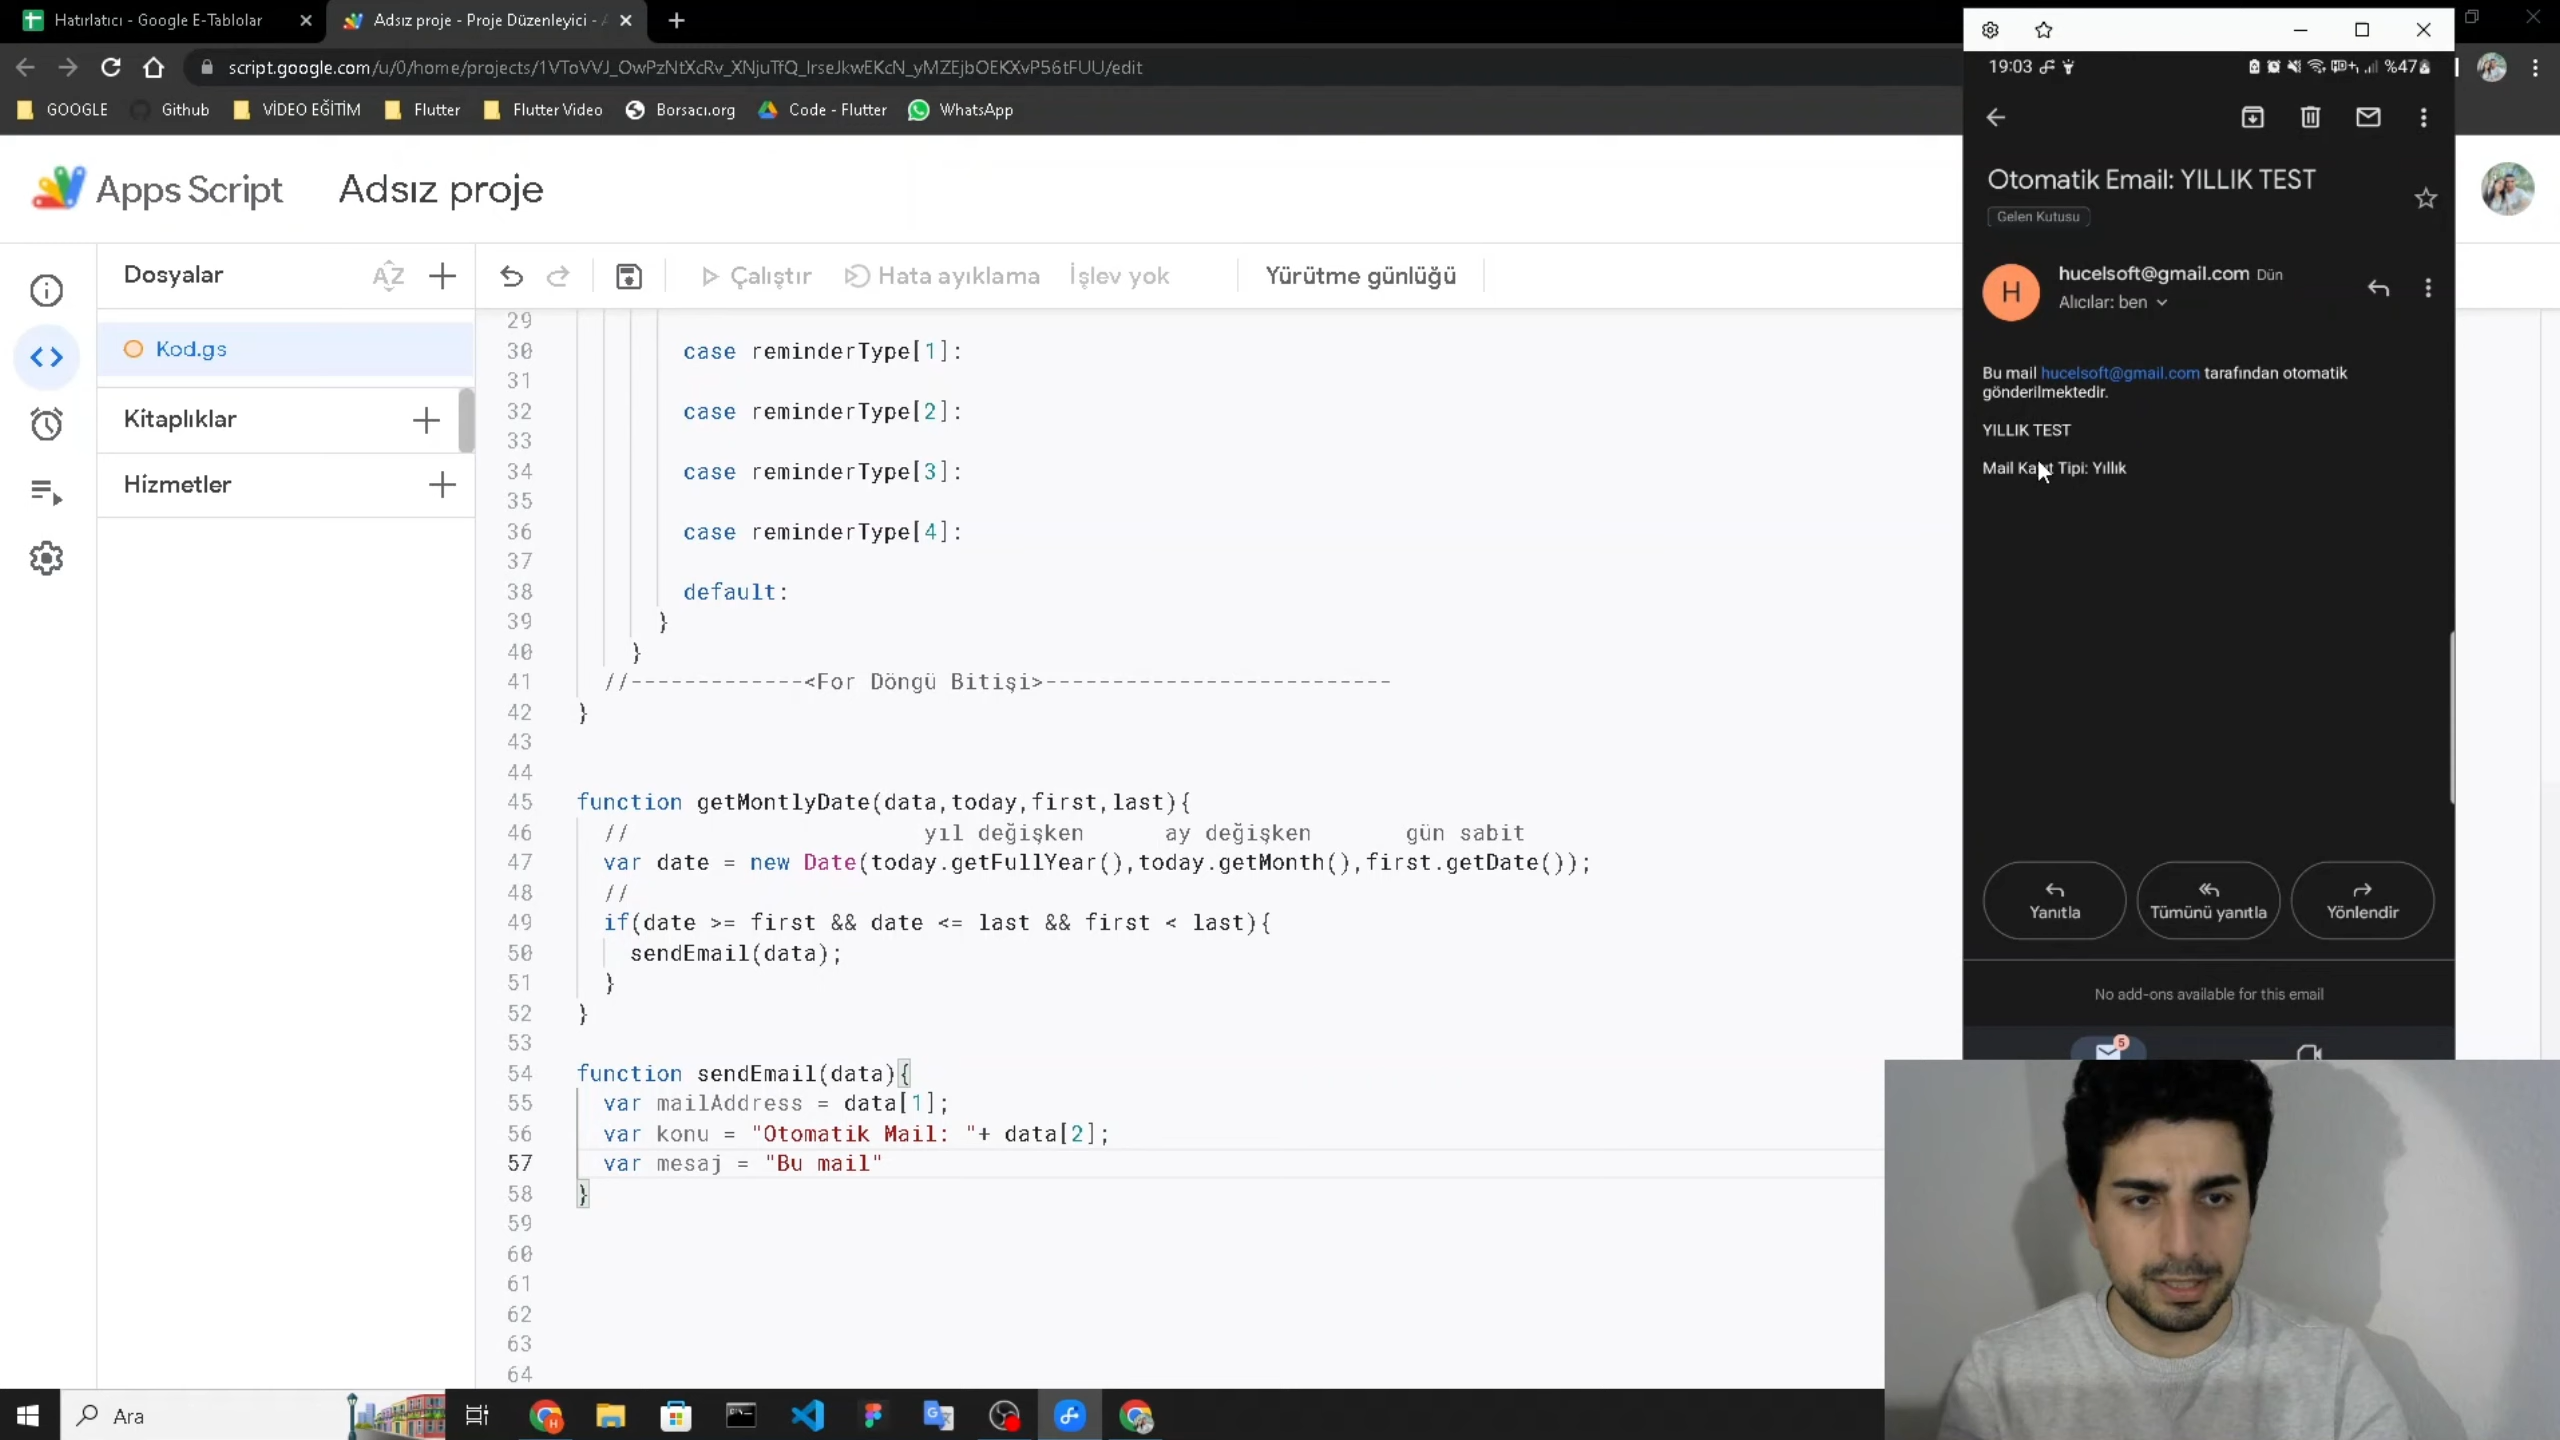 Hatırlatıcı - Google E-Tablolar
Adsız proje - Proje Düzenleyici -
script.google.com/u/0/home/projects/1VToVVJ_OwPzNtXcRv_XNjuTfQ_IrseJkwEKcN_yMZEjbOEKXvP56tFUU/edit
GOOGLE Github VİDEO EĞİTİM Flutter Flutter Video Borsacı.org Code - Flutter WhatsApp
Apps Script Adsız proje
Dosyalar AZ
Çalıştır Hata ayıklama İşlev yok Yürütme günlüğü
Kod.gs
Kitaplıklar
Hizmetler
29
30 case reminderType[1]:
31
32 case reminderType[2]:
33
34 case reminderType[3]:
35
36 case reminderType[4]:
37
38 default:
39 }
40 }
41 //-------------<For Döngü Bitişi>--------------------------
42 }
43
44
45 function getMontlyDate(data,today,first,last){
46 // yıl değişken ay değişken gün sabit
47 var date = new Date(today.getFullYear(),today.getMonth(),first.getDate());
48 //
49 if(date >= first && date <= last && first < last){
50 sendEmail(data);
51 }
52 }
53
54 function sendEmail(data){
55 var mailAddress = data[1];
56 var konu = "Otomatik Mail: "+ data[2];
57 var mesaj = "Bu mail"
58 }
59
60
61
62
63
64
19:03 %47
Otomatik Email: YILLIK TEST
Gelen Kutusu
H
hucelsoft@gmail.com Dün
Alıcılar: ben
Bu mail hucelsoft@gmail.com tarafından otomatik
gönderilmektedir.
YILLIK TEST
Mail Tipi: Yıllık
Yanıtla
Tümünü yanıtla
Yönlendir
No add-ons available for this email
5
Ara